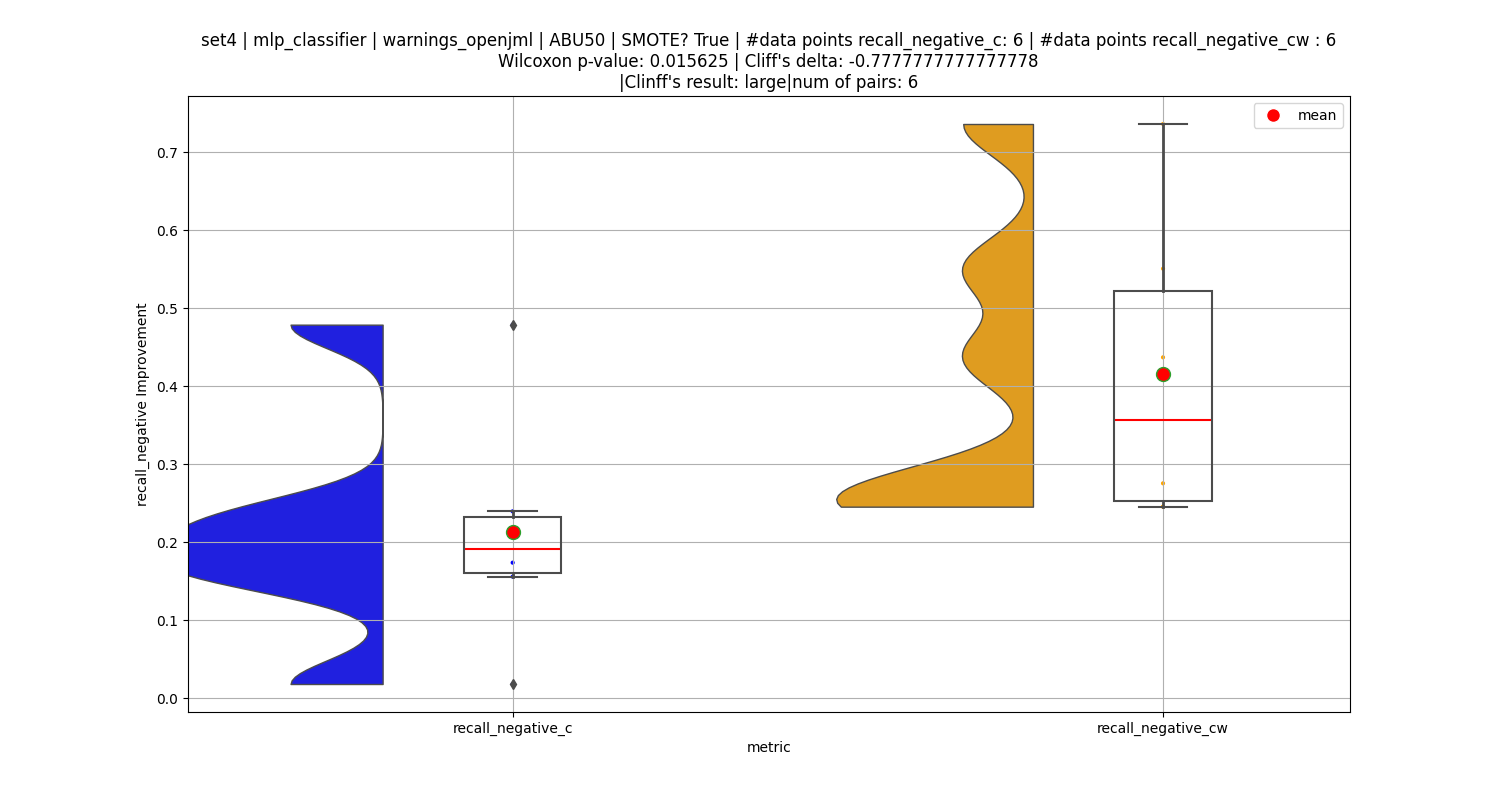 set4 | mlp_classifier | warnings_openjml | ABU50 | SMOTE? True | #data points recall_negative_c: 6 | #data points recall_negative_cw : 6
Wilcoxon p-value: 0.015625 | Cliff's delta: -0.7777777777777778
|Clinff's result: large|num of pairs: 6
mean
0.7
0.6
0.5
0.4
0.3
0.2
0.1
0.0
recall_negative Improvement
recall_negative_c
recall_negative_cw
metric